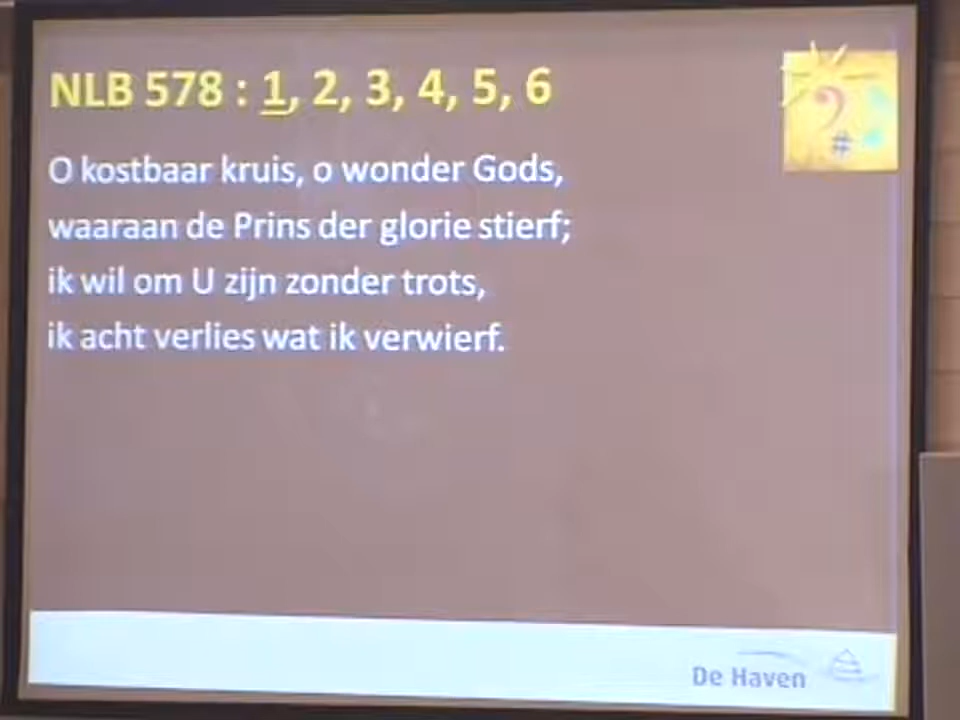 NLB 578 : 1, 2, 3, 4, 5, 6
O kostbaar kruis, o wonder Gods,
waaraan de Prins der glorie stierf;
ik wil om U zijn zonder trots,
ik acht verlies wat ik verwierf.
De Haven